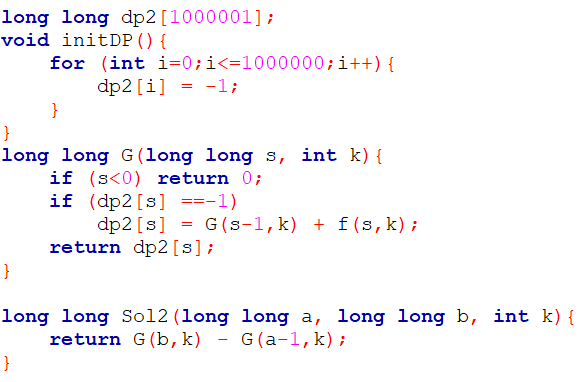 long long dp2[1000001];
void initDP(){
    for (int i=0;i<=1000000;i++){
        dp2[i] = -1;
    }
}
long long G(long long s, int k){
    if (s<0) return 0;
    if (dp2[s] ==-1)
        dp2[s] = G(s-1,k) + f(s,k);
    return dp2[s];
}

long long Sol2(long long a, long long b, int k){
    return G(b,k) - G(a-1,k);
}